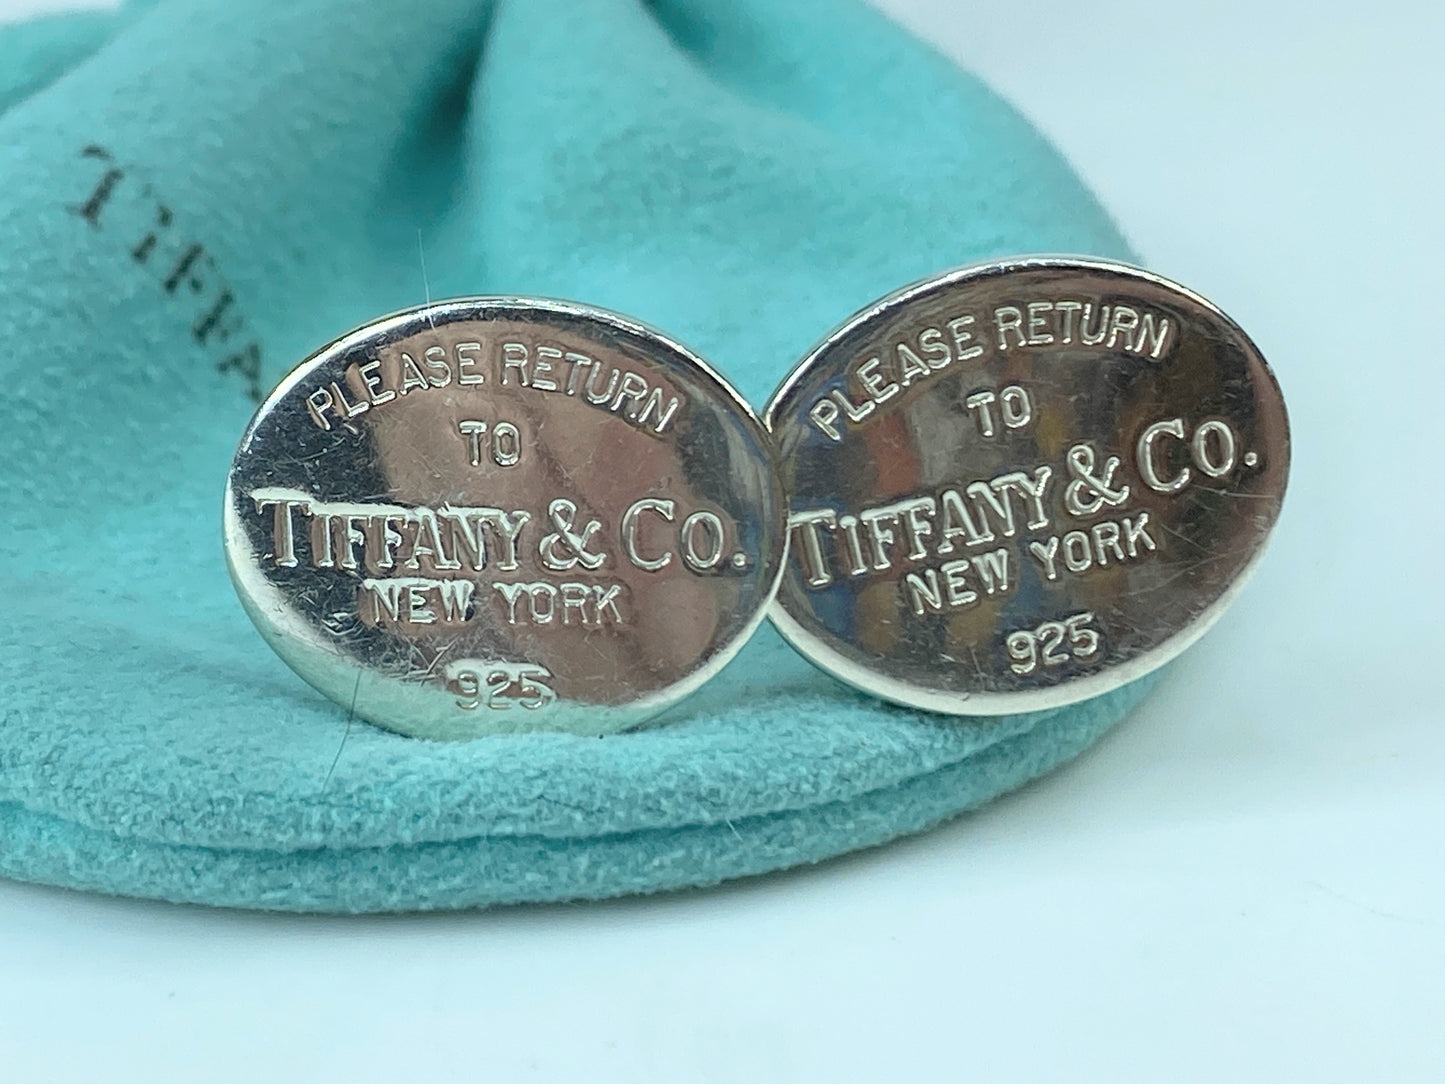 TIFFA
PLEASE RETURN
TO
TIFFANY & CO.
NEW YORK
925
PLEASE RETURN
TO
TIFFANY & CO.
NEW YORK
925